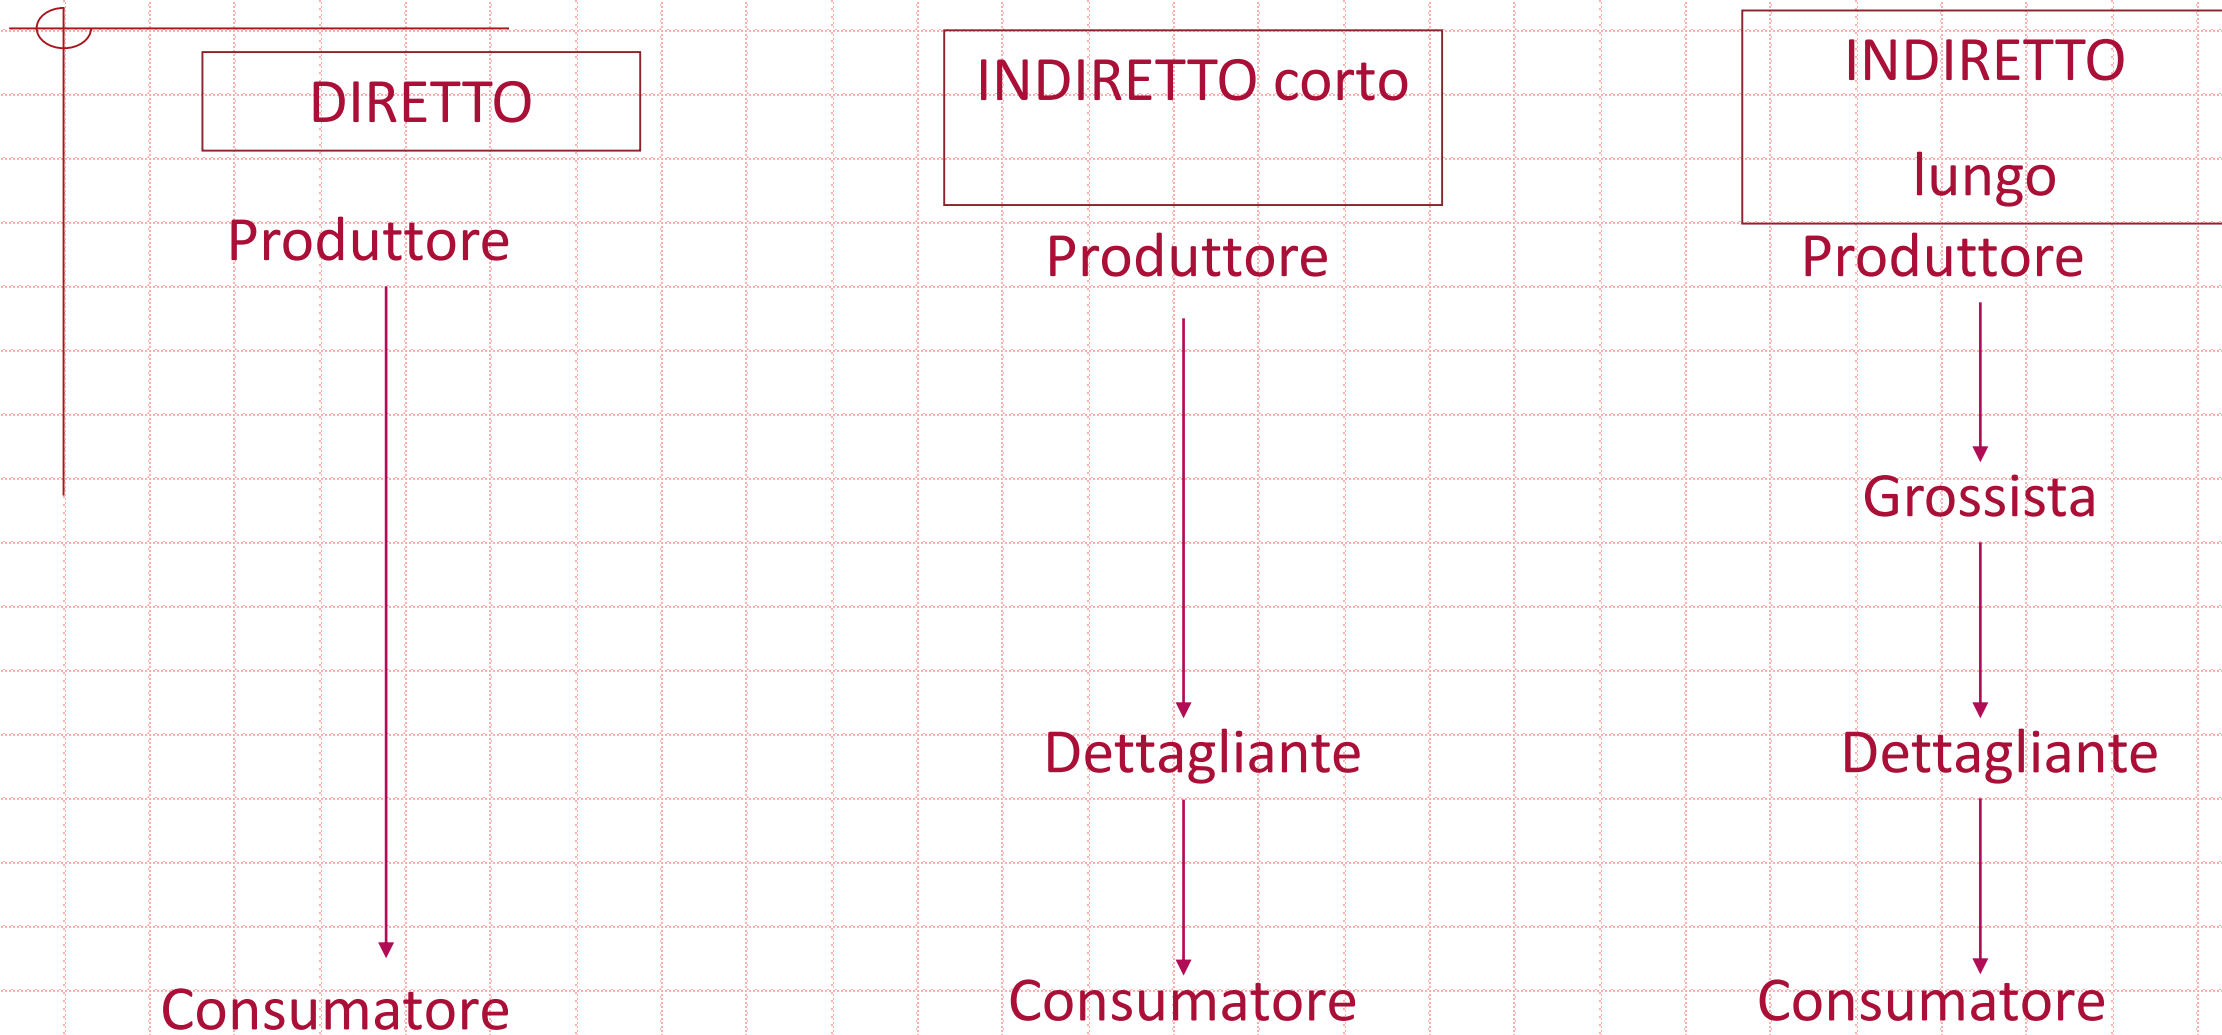 DIRETTO
Produttore
Consumatore
INDIRETTO corto
Produttore
Dettagliante
Consumatore
INDIRETTO
lungo
Produttore
Grossista
Dettagliante
Consumatore